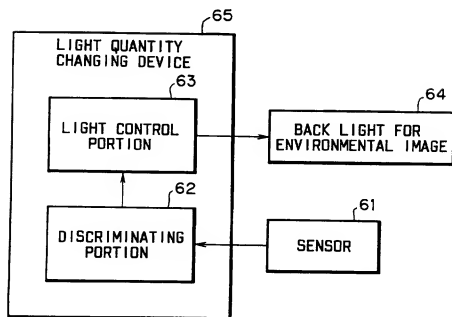 65
LIGHT QUANTITY
CHANGING DEVICE
63
LIGHT CONTROL
PORTION
64
BACK LIGHT FOR
ENVIRONMENTAL IMAGE
62
DISCRIMINATING
PORTION
61
SENSOR